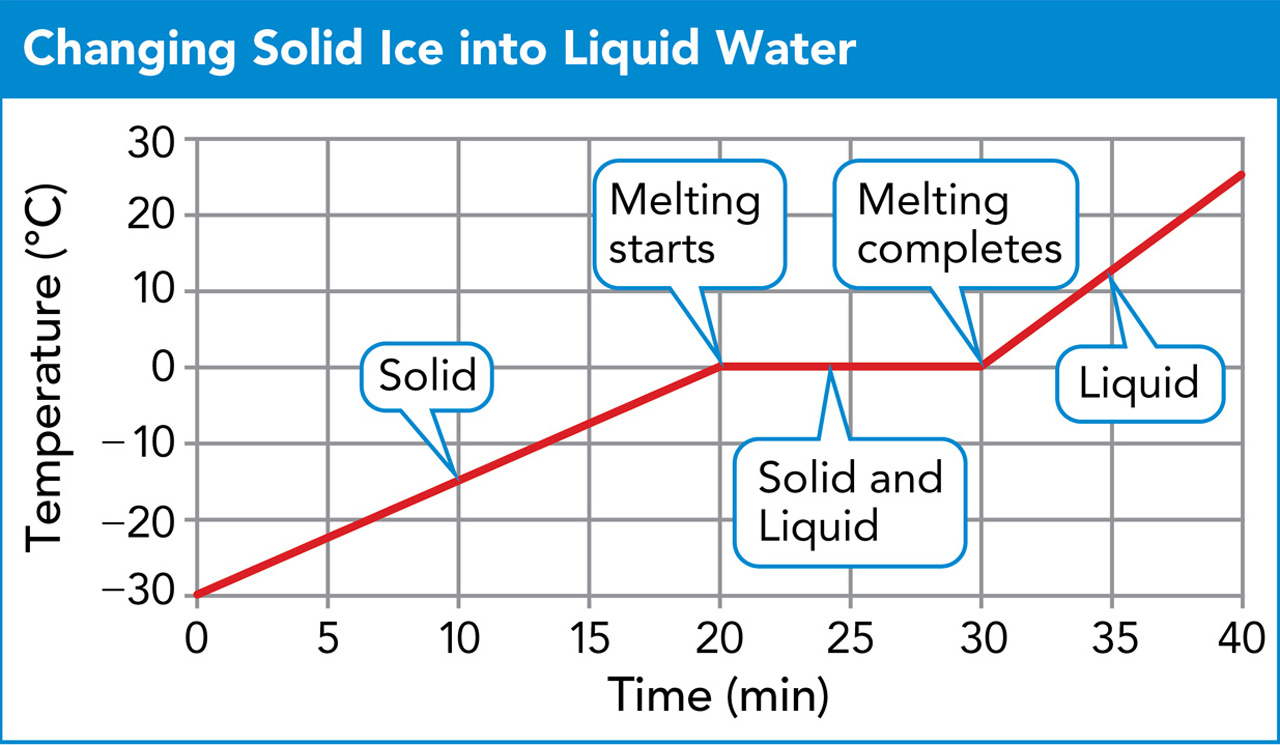 Changing Solid Ice into Liquid Water
Temperature (°C)
30
20
10
0
−10
−20
−30
Solid
Melting
starts
Melting
completes
Solid and
Liquid
Liquid
0 5 10 15 20 25 30 35 40
Time (min)